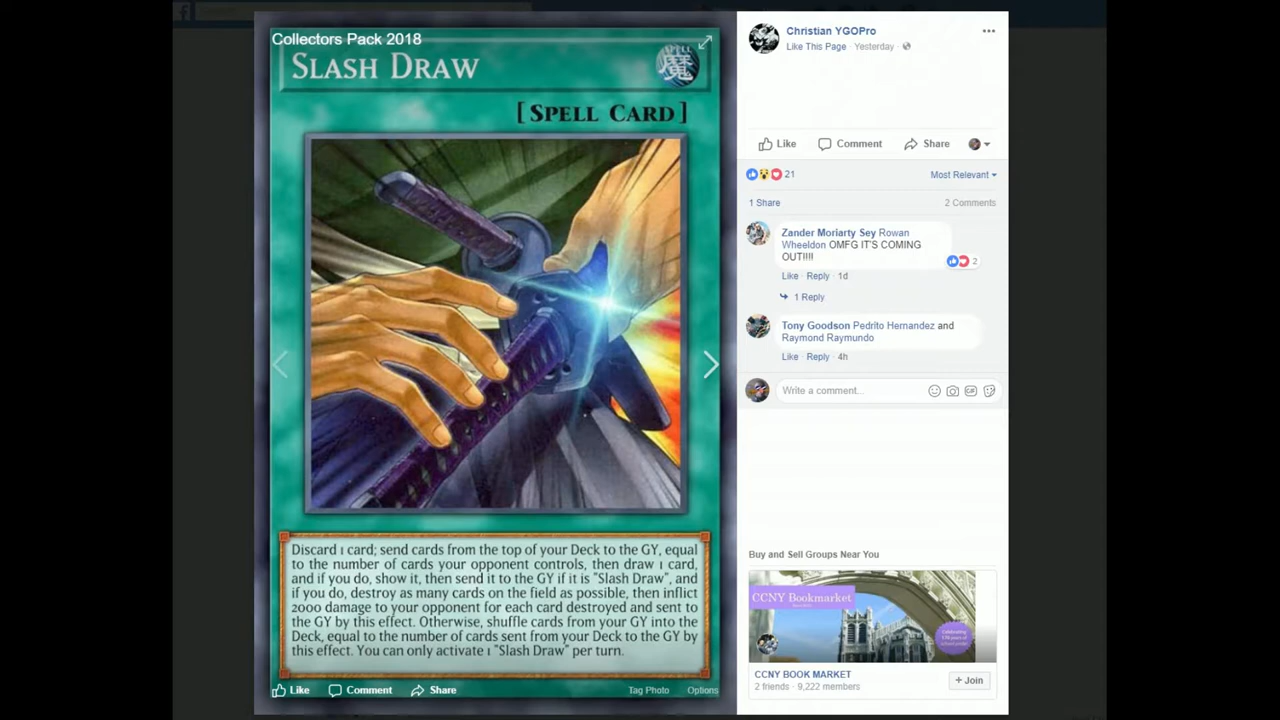 Collectors Pack 2018
SLASH DRAW
SPELL
魔
[ SPELL CARD ]
Discard 1 card; send cards from the top of your Deck to the GY, equal
to the number of cards your opponent controls, then draw 1 card,
and if you do, show it, then send it to the GY if it is "Slash Draw", and
if you do, destroy as many cards on the field as possible, then inflict
2000 damage to your opponent for each card destroyed and sent to
the GY by this effect. Otherwise, shuffle cards from your GY into the
Deck, equal to the number of cards sent from your Deck to the GY by
this effect. You can only activate 1 "Slash Draw" per turn.
Like Comment Share Tag Photo Options
Christian YGOPro
Like This Page · Yesterday ·
Like Comment Share
21 Most Relevant
1 Share 2 Comments
Zander Moriarty Sey Rowan
Wheeldon OMFG IT'S COMING
OUT!!!!
2
Like · Reply · 1d
1 Reply
Tony Goodson Pedrito Hernandez and
Raymond Raymundo
Like · Reply · 4h
Write a comment...
GIF
Buy and Sell Groups Near You
CCNY Bookmarket
CCNY BOOK MARKET
2 friends · 9,222 members
+ Join